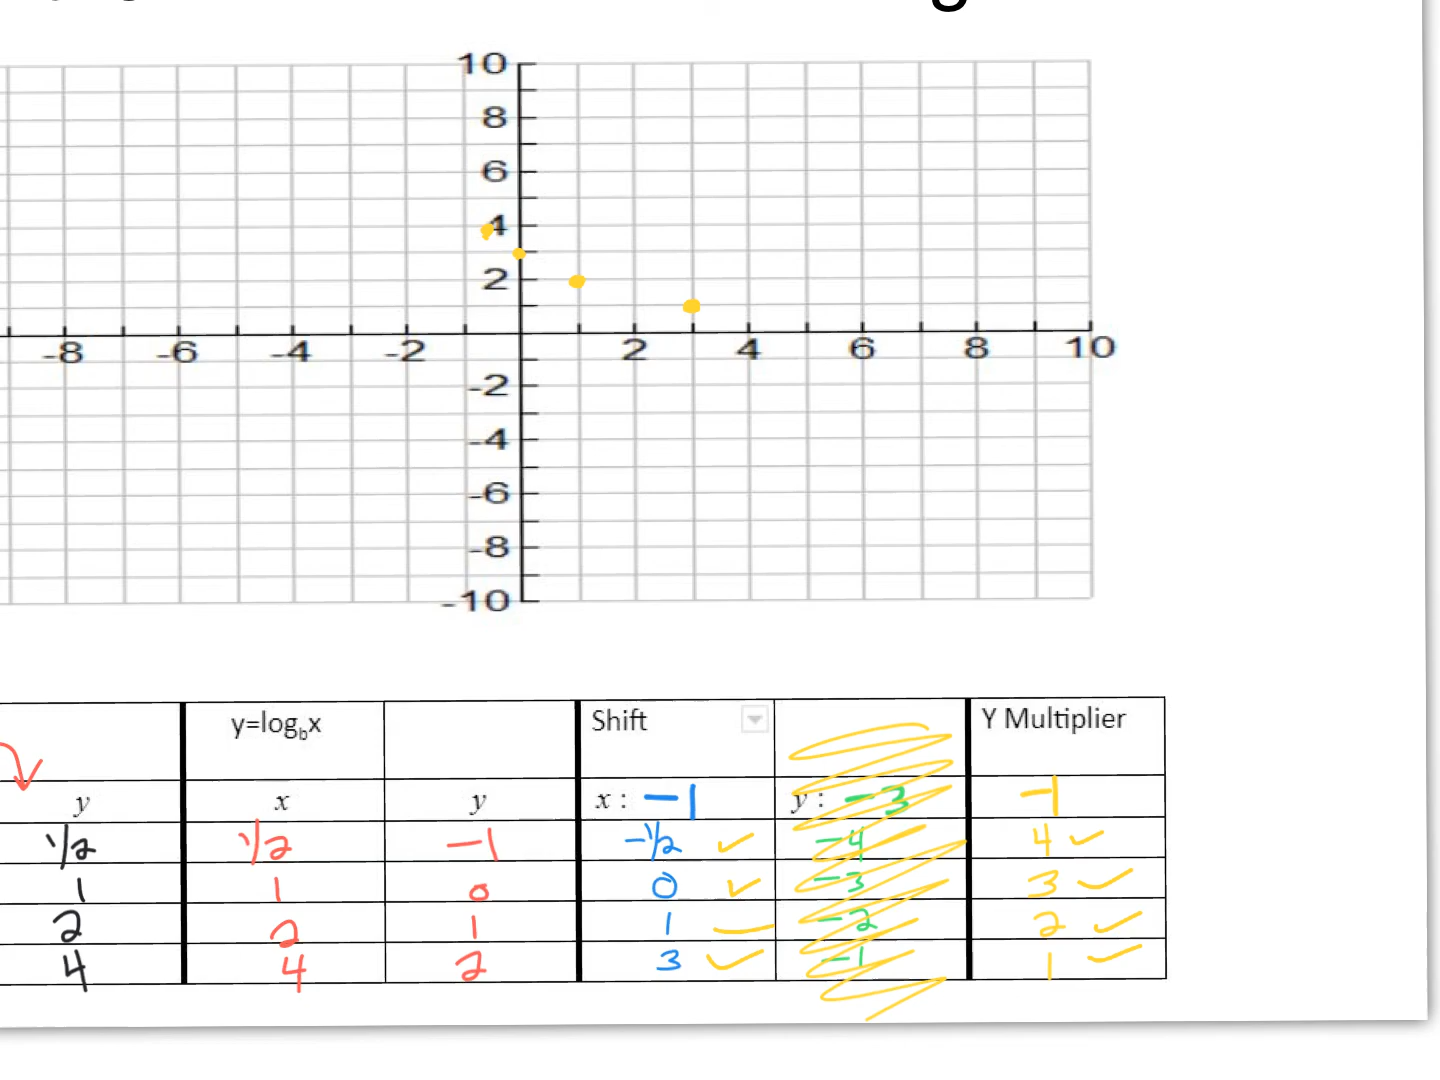 10
8
6
4
2
-8 -6 -4 -2 2 4 6 8 10
-2
-4
-6
-8
-10
y=log_b x Shift Y Multiplier
y x y x : -1 y : -3 -1
1/2 1/2 -1 -1/2 ✓ -4 4 ✓
1 1 0 0 ✓ -3 3 ✓
2 2 1 1 -2 2 ✓
4 4 2 3 ✓ -1 1 ✓